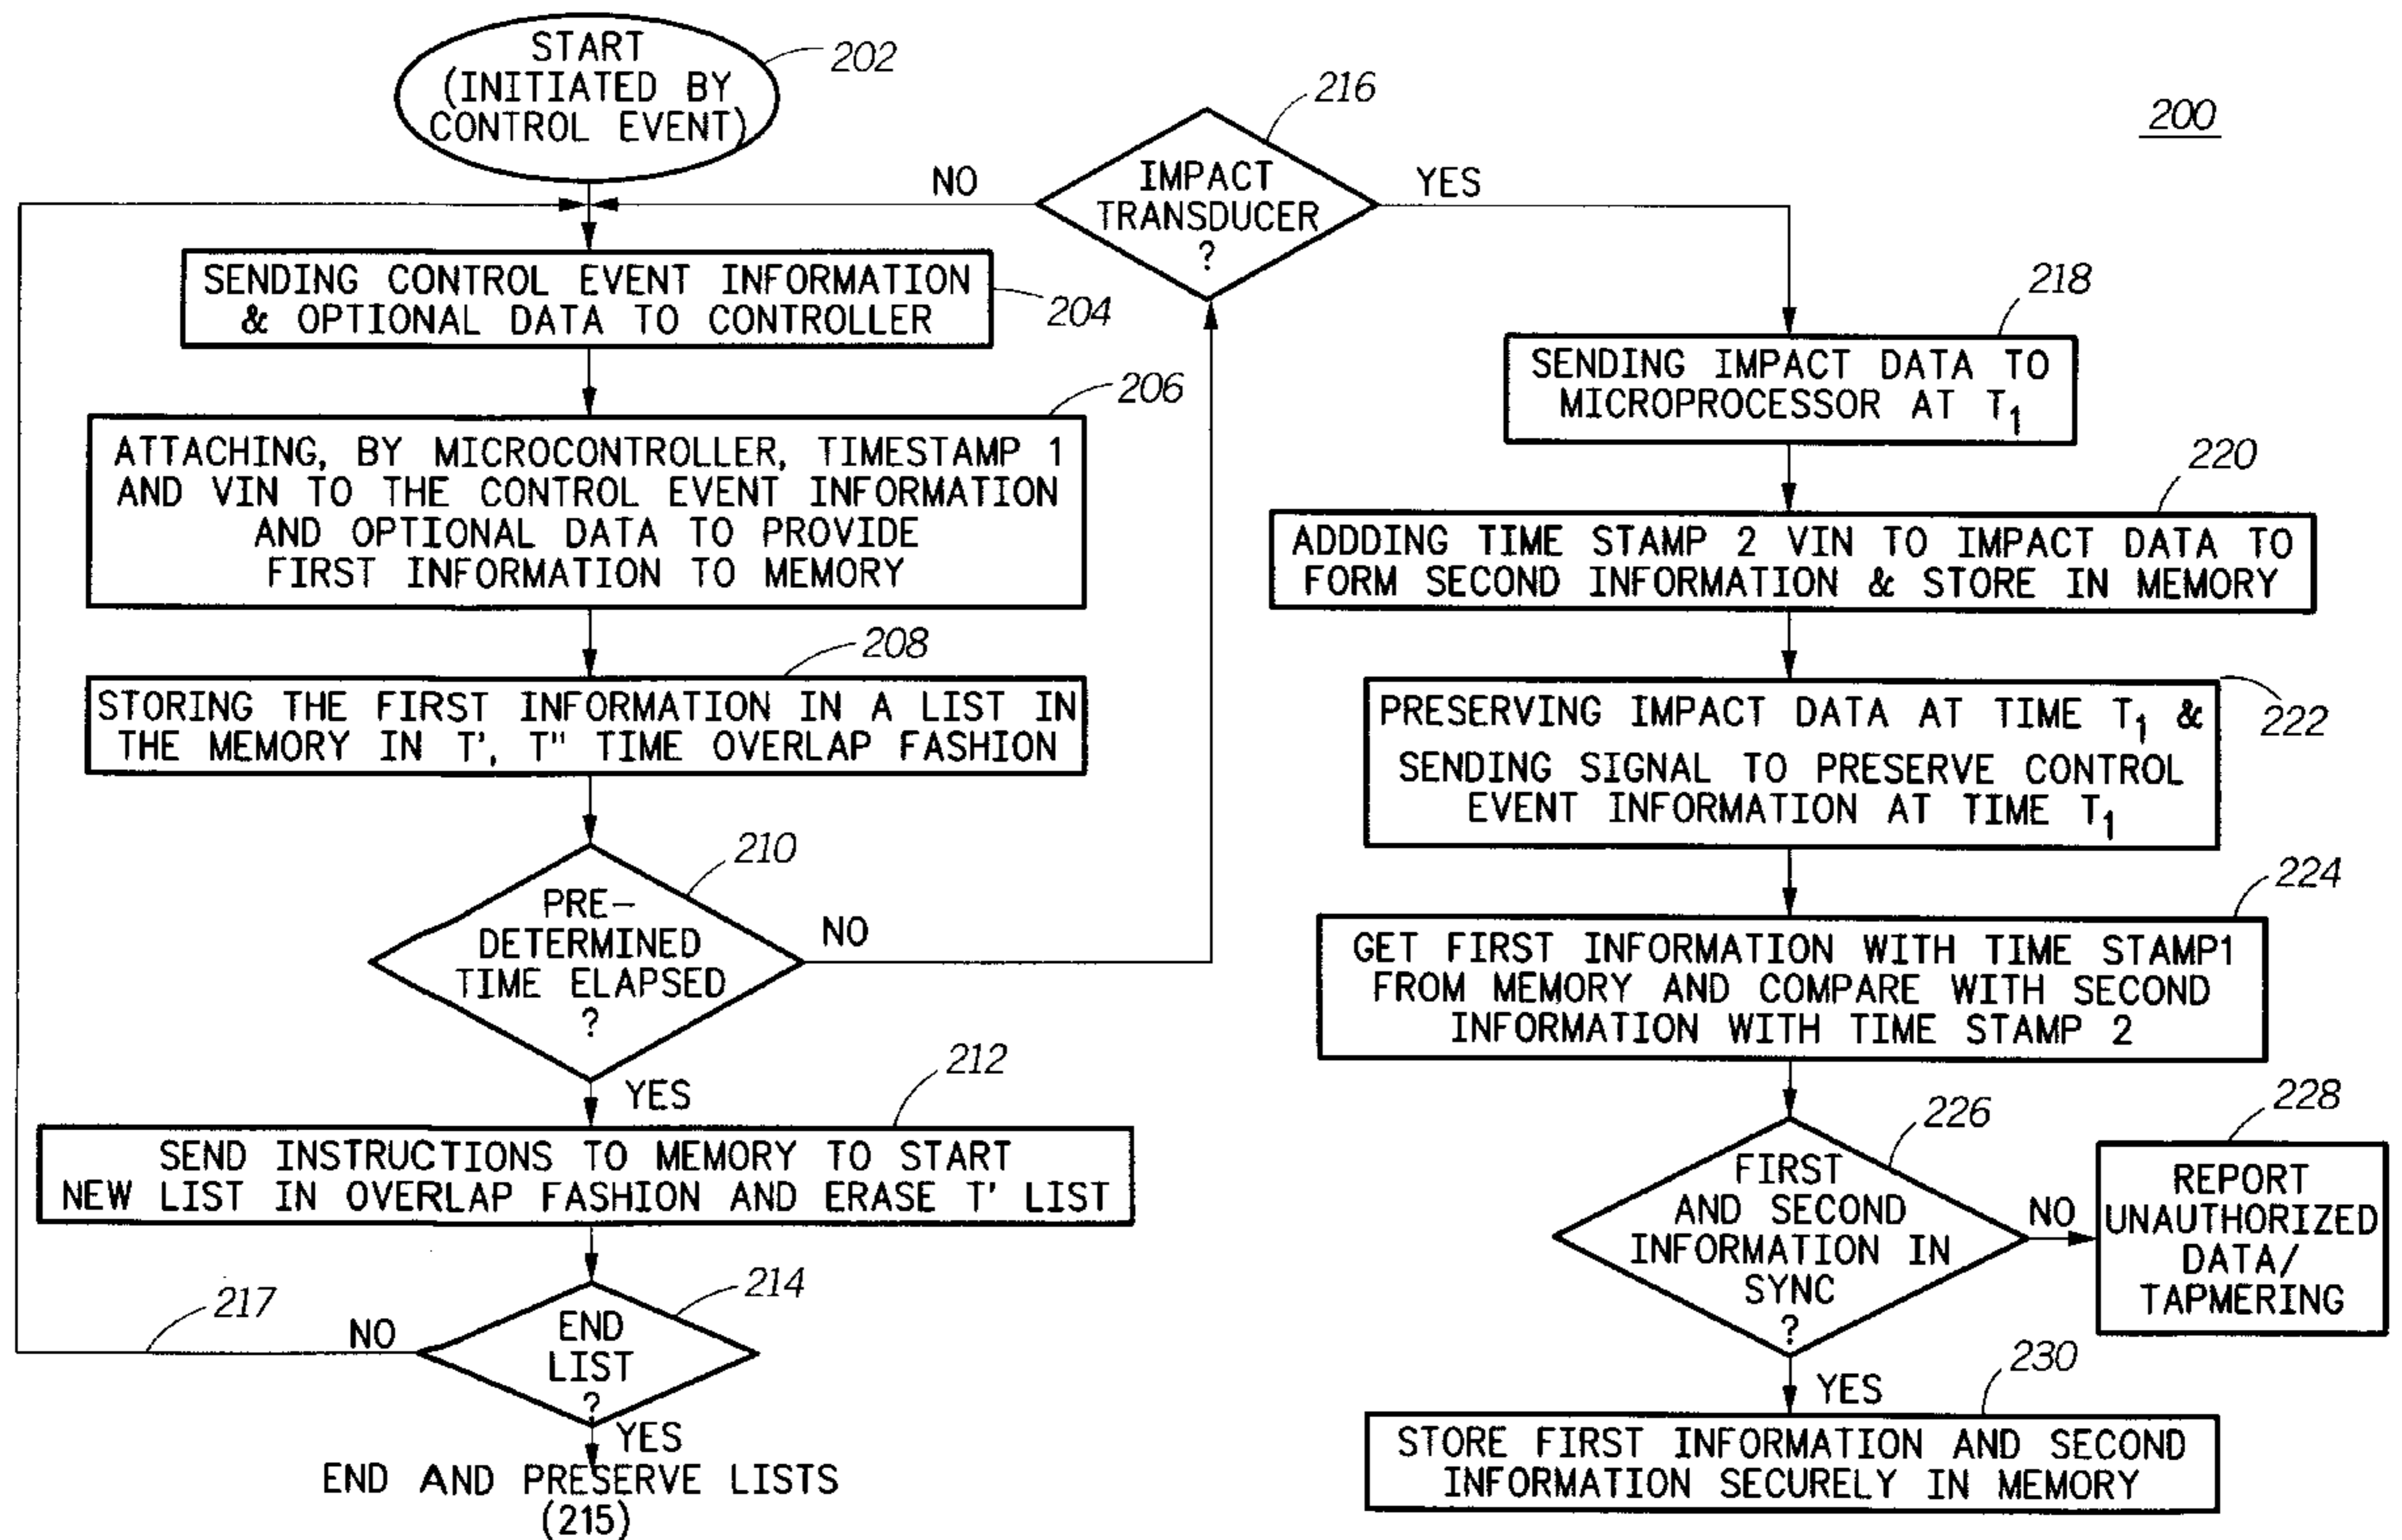 START
(INITIATED BY
CONTROL EVENT)
202
SENDING CONTROL EVENT INFORMATION
& OPTIONAL DATA TO CONTROLLER
204
ATTACHING, BY MICROCONTROLLER, TIMESTAMP 1
AND VIN TO THE CONTROL EVENT INFORMATION
AND OPTIONAL DATA TO PROVIDE
FIRST INFORMATION TO MEMORY
206
STORING THE FIRST INFORMATION IN A LIST IN
THE MEMORY IN T', T" TIME OVERLAP FASHION
208
PRE-
DETERMINED
TIME ELAPSED
?
210
NO
YES
SEND INSTRUCTIONS TO MEMORY TO START
NEW LIST IN OVERLAP FASHION AND ERASE T' LIST
212
END
LIST
?
214
217
NO
YES
END AND PRESERVE LISTS
(215)
IMPACT
TRANSDUCER
?
216
NO
YES
200
SENDING IMPACT DATA TO
MICROPROCESSOR AT T1
218
ADDDING TIME STAMP 2 VIN TO IMPACT DATA TO
FORM SECOND INFORMATION & STORE IN MEMORY
220
PRESERVING IMPACT DATA AT TIME T1 &
SENDING SIGNAL TO PRESERVE CONTROL
EVENT INFORMATION AT TIME T1
222
GET FIRST INFORMATION WITH TIME STAMP1
FROM MEMORY AND COMPARE WITH SECOND
INFORMATION WITH TIME STAMP 2
224
FIRST
AND SECOND
INFORMATION IN
SYNC
?
226
NO
YES
REPORT
UNAUTHORIZED
DATA/
TAPMERING
228
STORE FIRST INFORMATION AND SECOND
INFORMATION SECURELY IN MEMORY
230